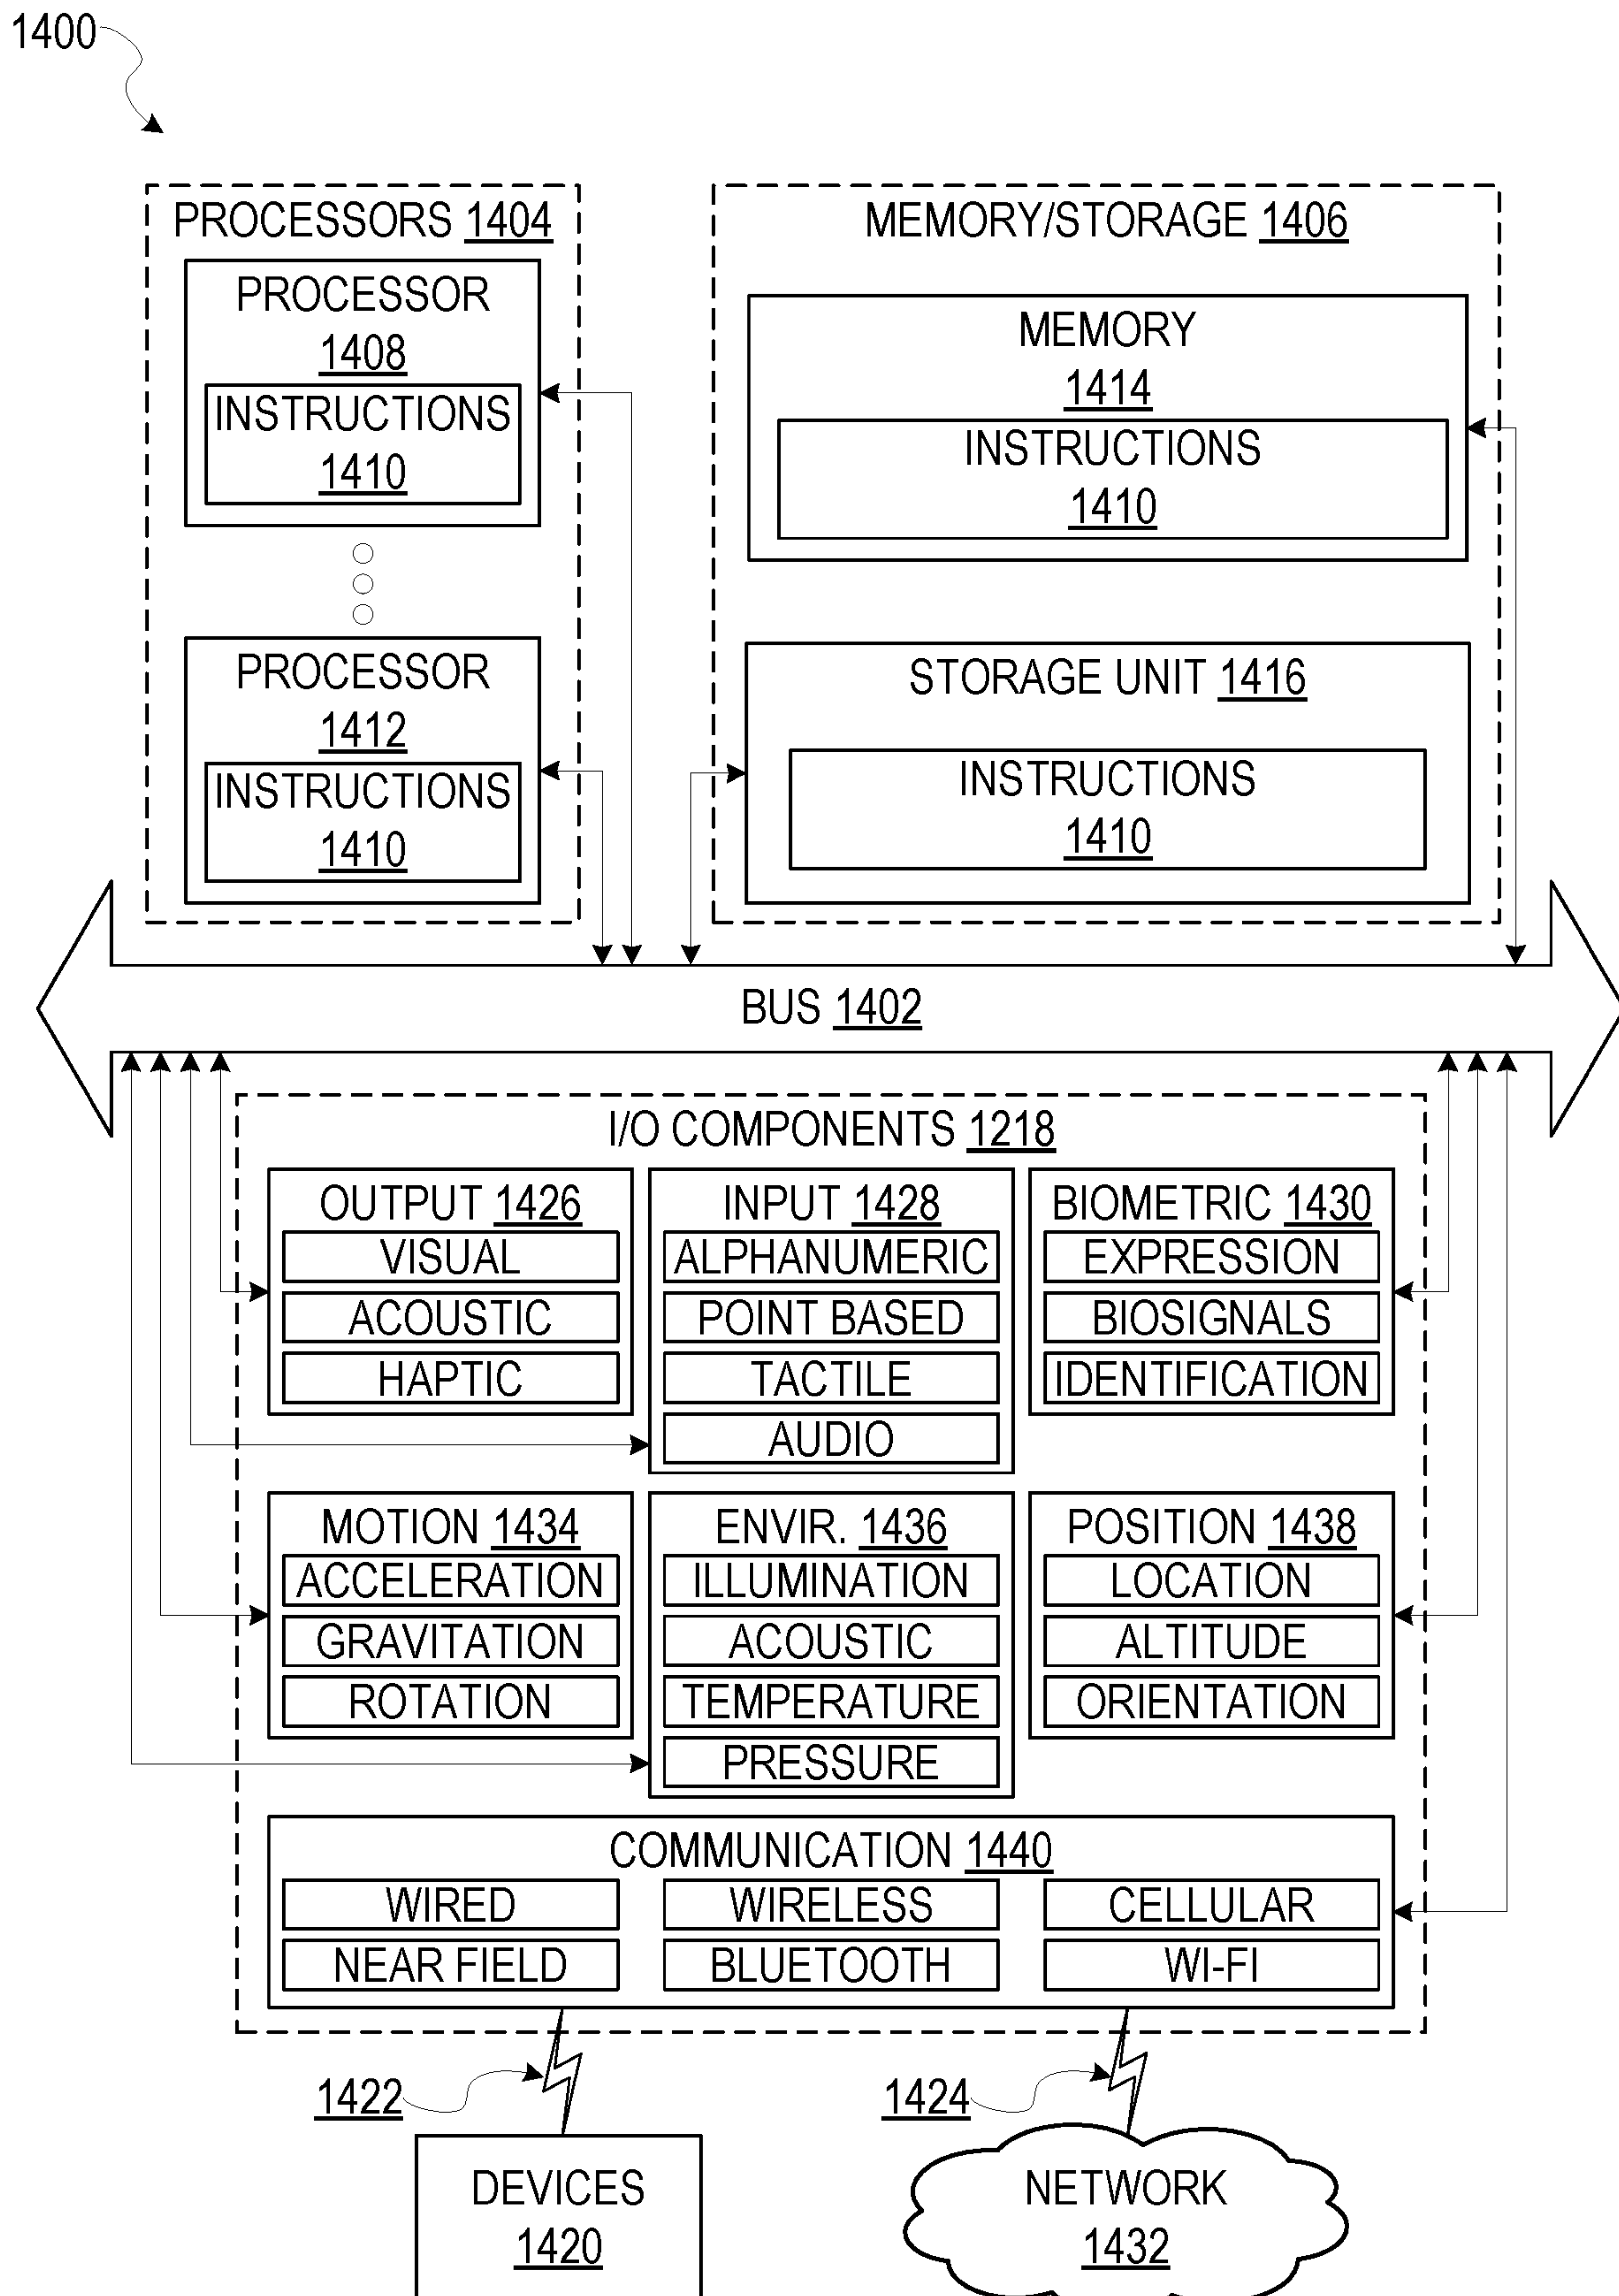 1400
PROCESSORS 1404
PROCESSOR
1408
INSTRUCTIONS
1410
PROCESSOR
1412
INSTRUCTIONS
1410
MEMORY/STORAGE 1406
MEMORY
1414
INSTRUCTIONS
1410
STORAGE UNIT 1416
INSTRUCTIONS
1410
BUS 1402
I/O COMPONENTS 1218
OUTPUT 1426
VISUAL
ACOUSTIC
HAPTIC
INPUT 1428
ALPHANUMERIC
POINT BASED
TACTILE
AUDIO
BIOMETRIC 1430
EXPRESSION
BIOSIGNALS
IDENTIFICATION
MOTION 1434
ACCELERATION
GRAVITATION
ROTATION
ENVIR. 1436
ILLUMINATION
ACOUSTIC
TEMPERATURE
PRESSURE
POSITION 1438
LOCATION
ALTITUDE
ORIENTATION
COMMUNICATION 1440
WIRED
WIRELESS
CELLULAR
NEAR FIELD
BLUETOOTH
WI-FI
1422
1424
DEVICES
1420
NETWORK
1432